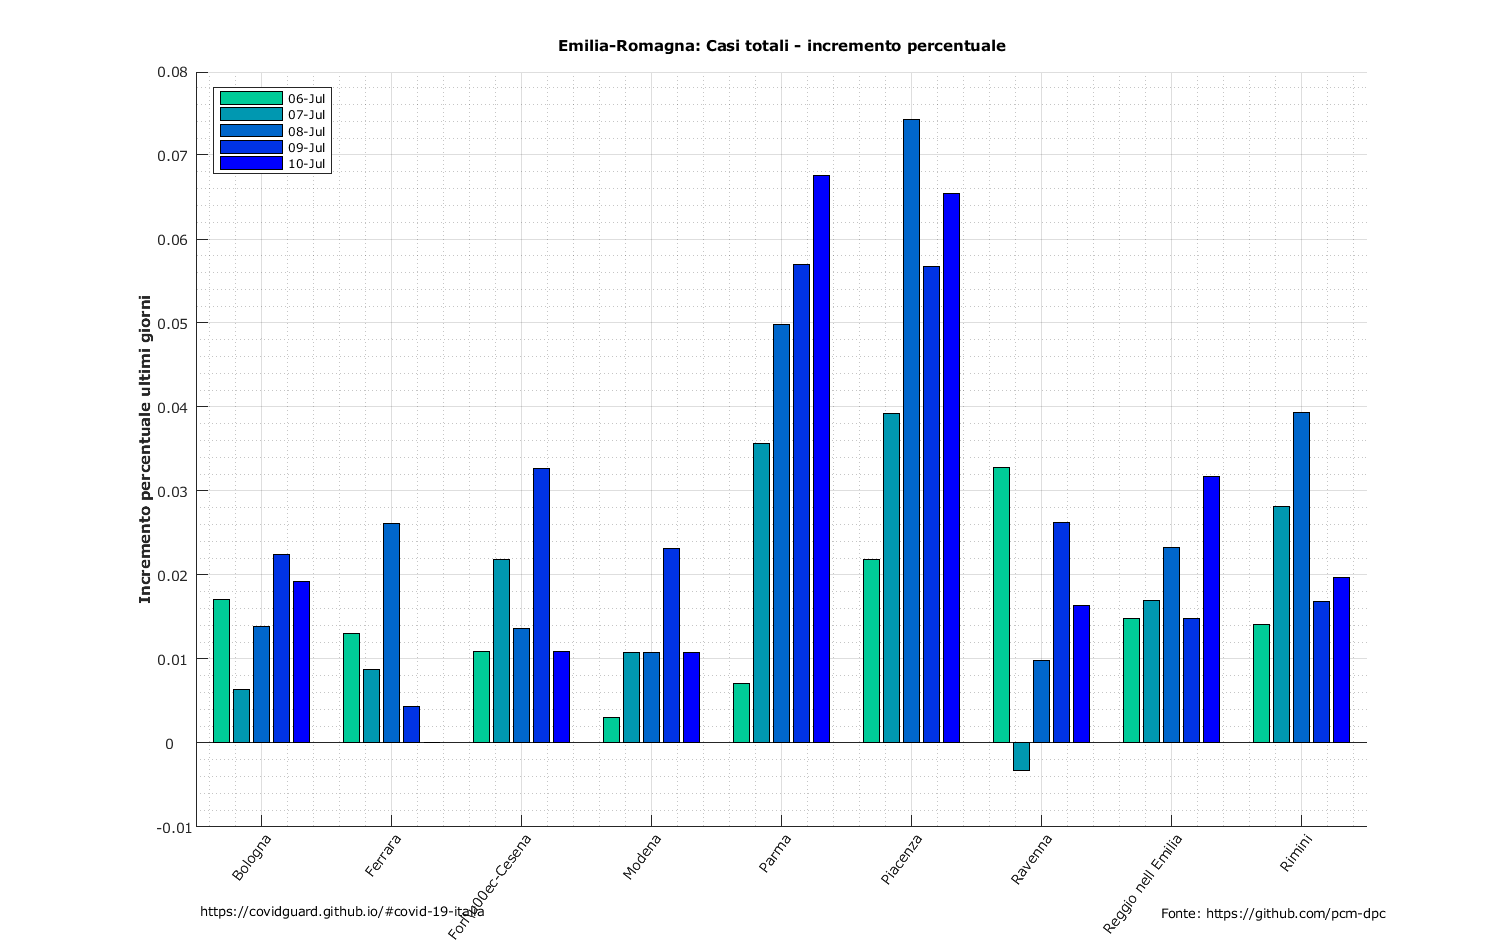 Emilia-Romagna: Casi totali - incremento percentuale
0.08
0.07
0.06
0.05
0.04
0.03
0.02
0.01
0
-0.01
Incremento percentuale ultimi giorni
06-Jul
07-Jul
08-Jul
09-Jul
10-Jul
Bologna
Ferrara
Forl\u00ec-Cesena
Modena
Parma
Piacenza
Ravenna
Reggio nell Emilia
Rimini
https://covidguard.github.io/#covid-19-italia
Fonte: https://github.com/pcm-dpc